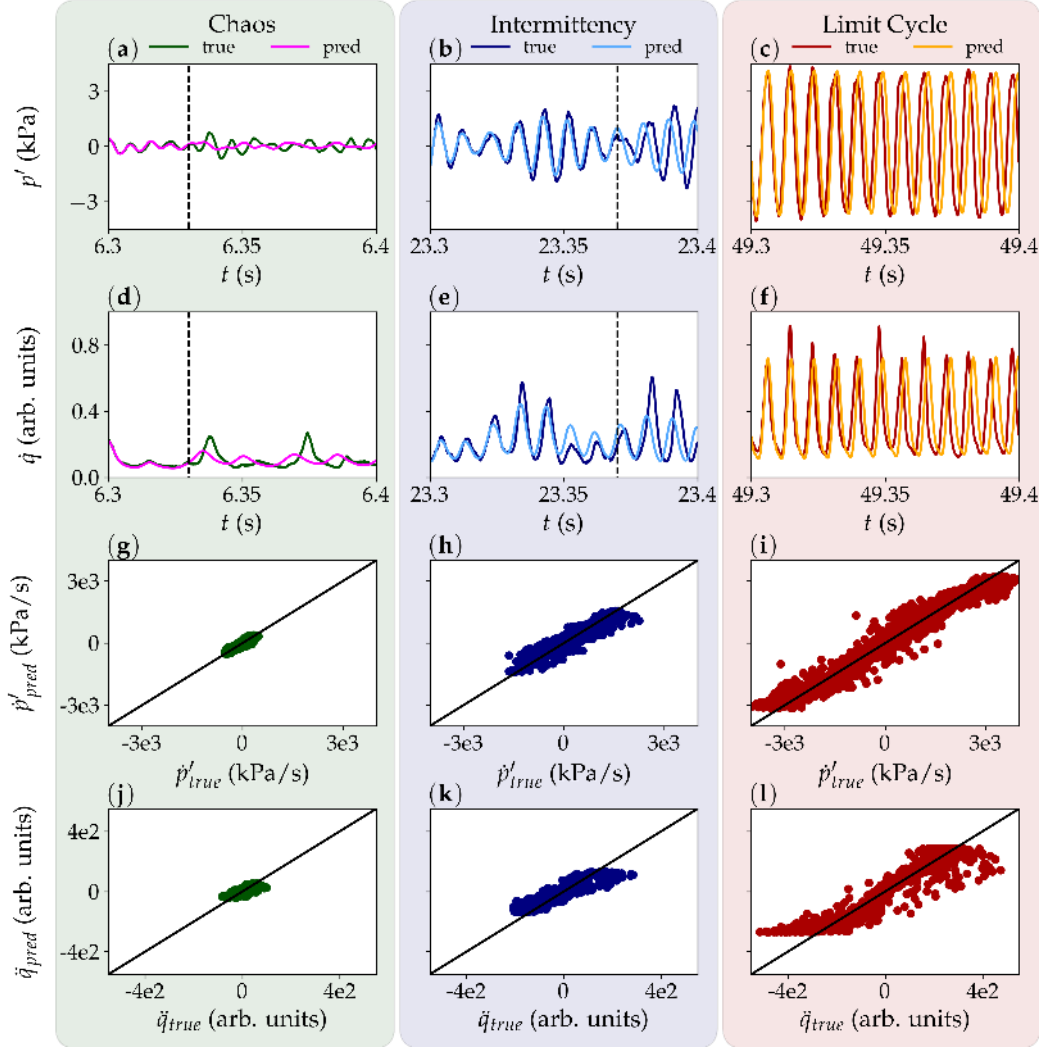 Chaos Intermittency Limit Cycle
(a) true pred (b) true pred (c) true pred
p′ (kPa)
3
0
−3
6.3 6.35 6.4 23.3 23.35 23.4 49.3 49.35 49.4
t (s) t (s) t (s)
(d) (e) (f)
q̇ (arb. units)
0.8
0.4
0.0
6.3 6.35 6.4 23.3 23.35 23.4 49.3 49.35 49.4
t (s) t (s) t (s)
(g) (h) (i)
ṗ′pred (kPa/s)
3e3
0
-3e3
-3e3 0 3e3 -3e3 0 3e3 -3e3 0 3e3
ṗ′true (kPa/s) ṗ′true (kPa/s) ṗ′true (kPa/s)
(j) (k) (l)
q̈pred (arb. units)
4e2
0
-4e2
-4e2 0 4e2 -4e2 0 4e2 -4e2 0 4e2
q̈true (arb. units) q̈true (arb. units) q̈true (arb. units)